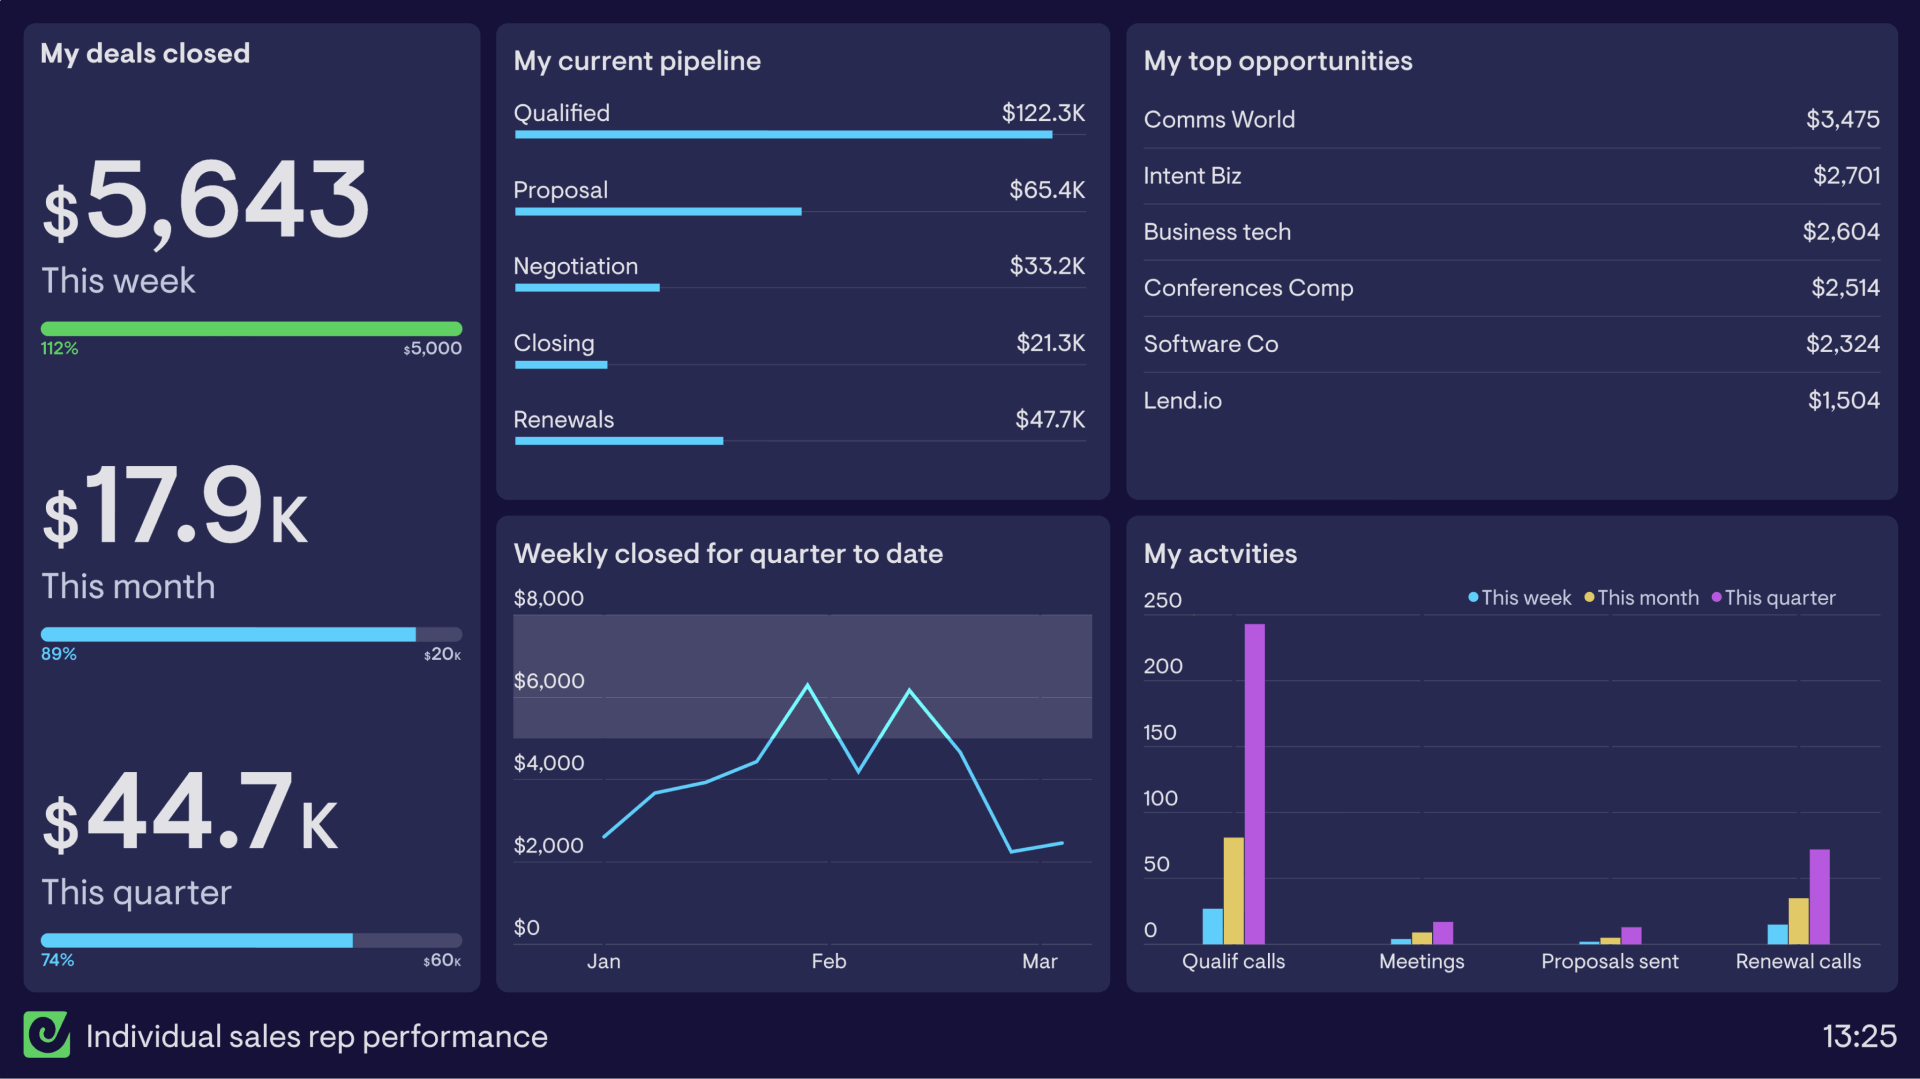 My deals closed
$5,643
This week
112% $5,000
$17.9K
This month
89% $20K
$44.7K
This quarter
74% $60K
My current pipeline
Qualified $122.3K
Proposal $65.4K
Negotiation $33.2K
Closing $21.3K
Renewals $47.7K
My top opportunities
Comms World $3,475
Intent Biz $2,701
Business tech $2,604
Conferences Comp $2,514
Software Co $2,324
Lend.io $1,504
Weekly closed for quarter to date
$8,000
$6,000
$4,000
$2,000
$0
Jan Feb Mar
My actvities
This week This month This quarter
250
200
150
100
50
0
Qualif calls Meetings Proposals sent Renewal calls
Individual sales rep performance
13:25